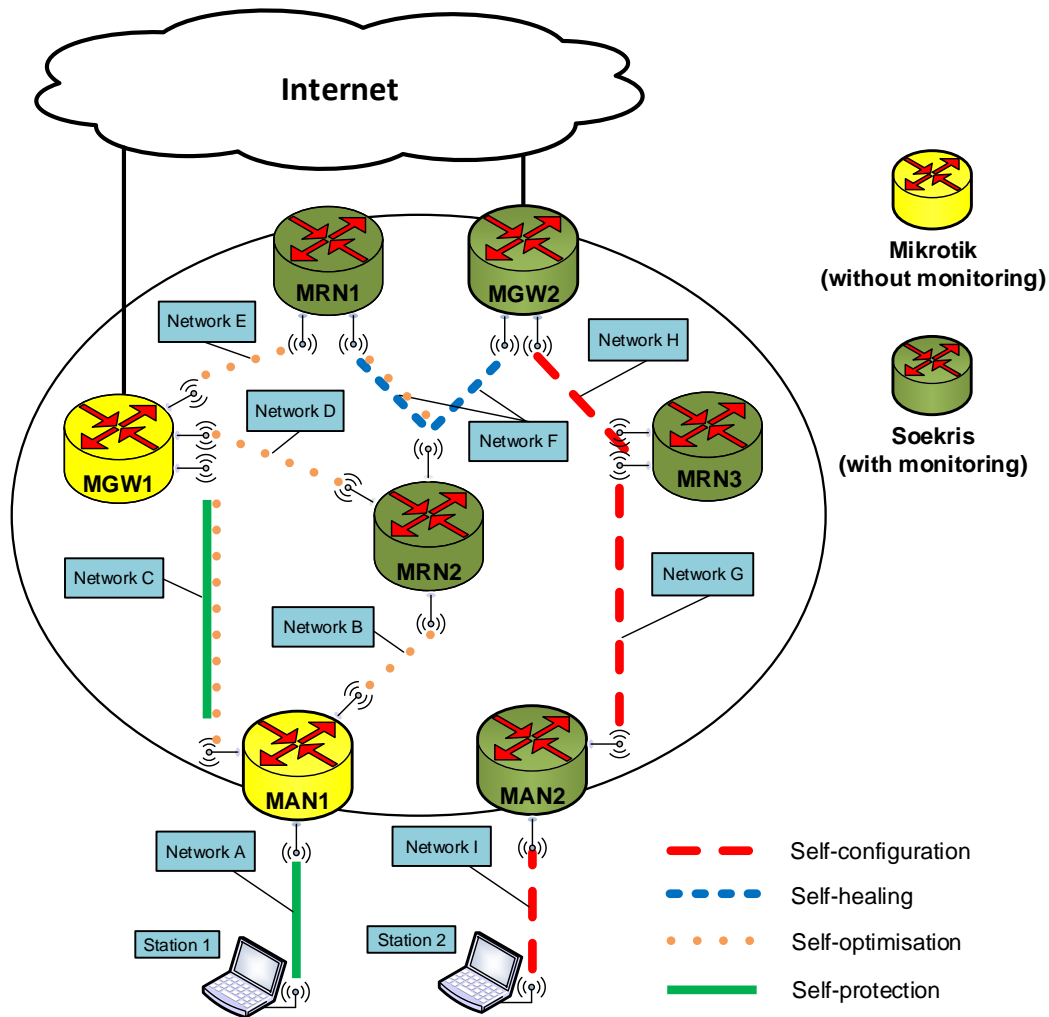 Internet
Mikrotik
(without monitoring)
MRN1
MGW2
Network E
Network H
Soekris
(with monitoring)
Network D
Network F
MGW1
MRN3
MRN2
Network C
Network G
Network B
MAN1
MAN2
Network A
Network I
Self-configuration
Self-healing
Station 1
Station 2
Self-optimisation
Self-protection